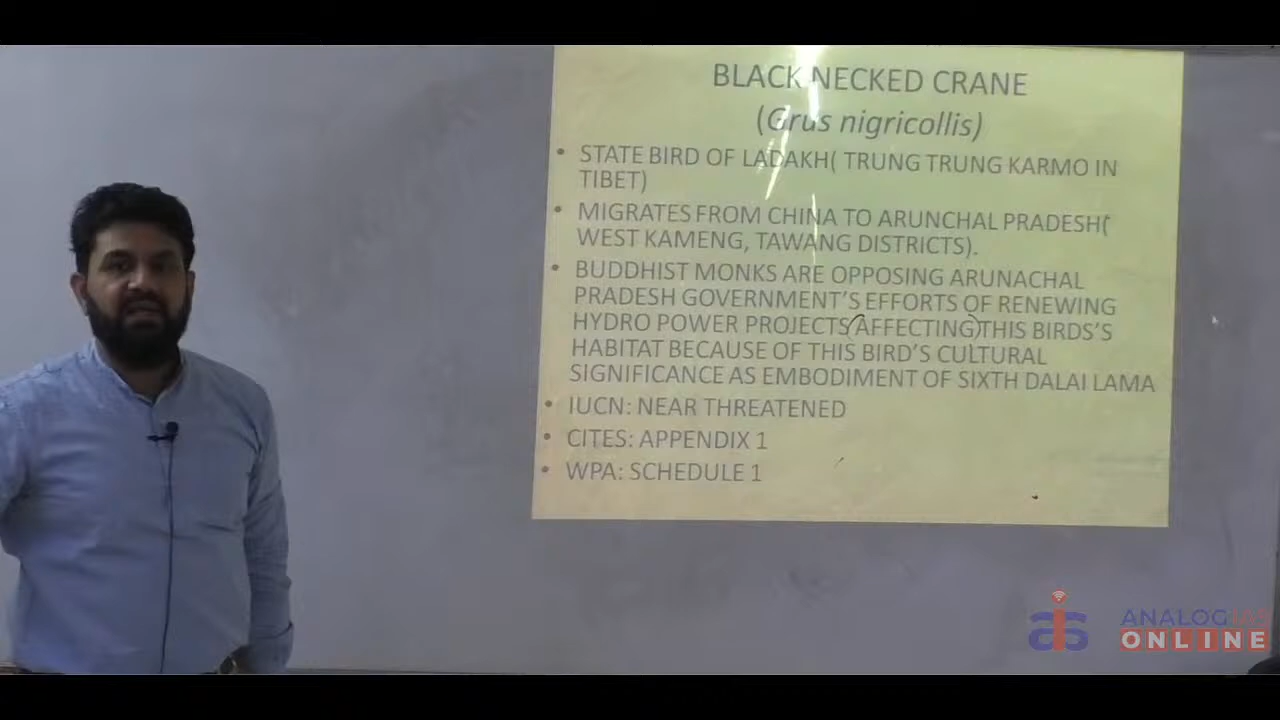 BLACK NECKED CRANE
(Grus nigricollis)
• STATE BIRD OF LADAKH( TRUNG TRUNG KARMO IN
TIBET)
• MIGRATES FROM CHINA TO ARUNCHAL PRADESH(
WEST KAMENG, TAWANG DISTRICTS).
• BUDDHIST MONKS ARE OPPOSING ARUNACHAL
PRADESH GOVERNMENT'S EFFORTS OF RENEWING
HYDRO POWER PROJECTS(AFFECTING)THIS BIRDS'S
HABITAT BECAUSE OF THIS BIRD'S CULTURAL
SIGNIFICANCE AS EMBODIMENT OF SIXTH DALAI LAMA
• IUCN: NEAR THREATENED
• CITES: APPENDIX 1
• WPA: SCHEDULE 1
ais
ANALOG IAS
ONLINE